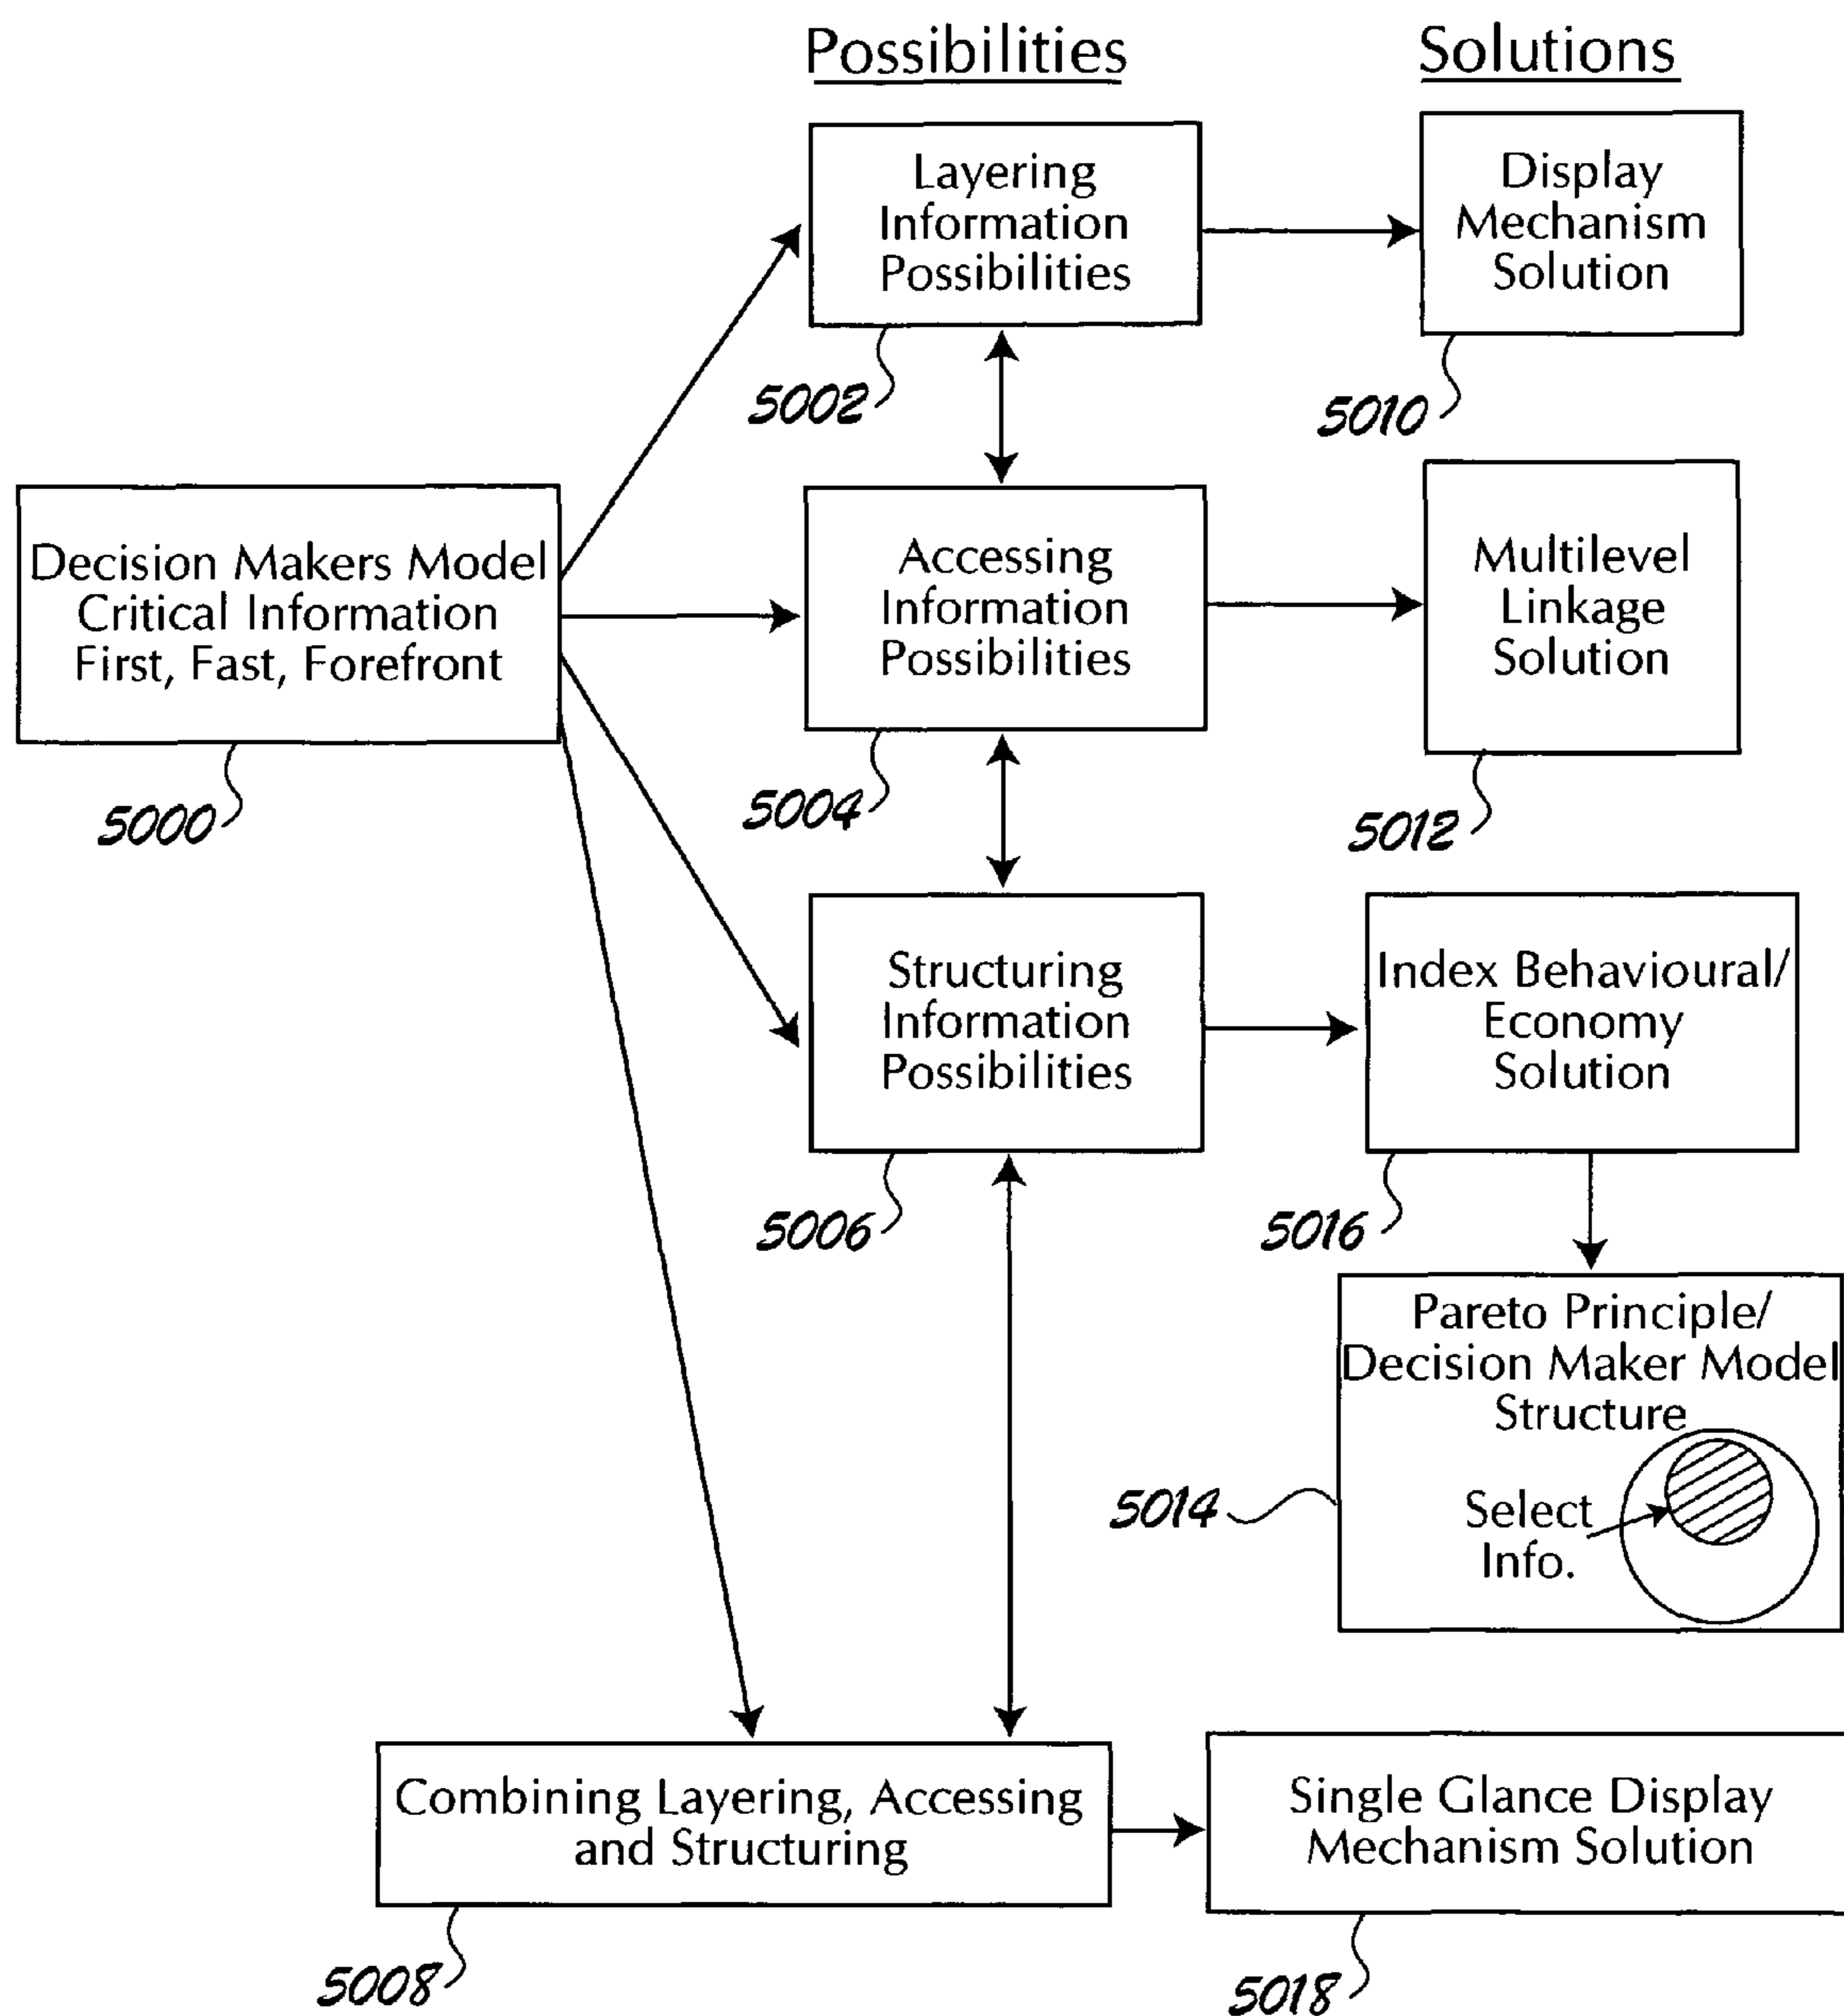 Possibilities
Solutions
Layering
Information
Possibilities
5002
Display
Mechanism
Solution
5010
Decision Makers Model
Critical Information
First, Fast, Forefront
5000
Accessing
Information
Possibilities
5004
Multilevel
Linkage
Solution
5012
Structuring
Information
Possibilities
5006
Index Behavioural/
Economy
Solution
5016
Pareto Principle/
Decision Maker Model
Structure
Select
Info.
5014
Combining Layering, Accessing
and Structuring
5008
Single Glance Display
Mechanism Solution
5018